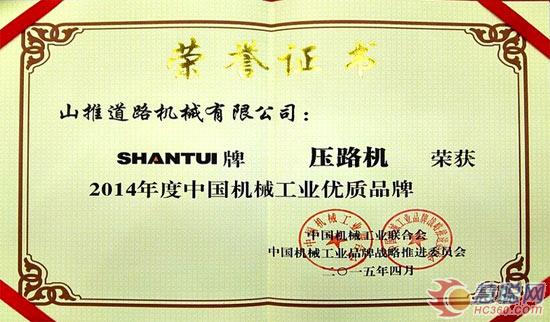 荣誉证书
山推道路机械有限公司：
SHANTUI牌 压路机 荣获
2014年度中国机械工业优质品牌
中国机械工业联合会
中国机械工业品牌战略推进委员会
二〇一五年四月
慧聪网
HC360.com